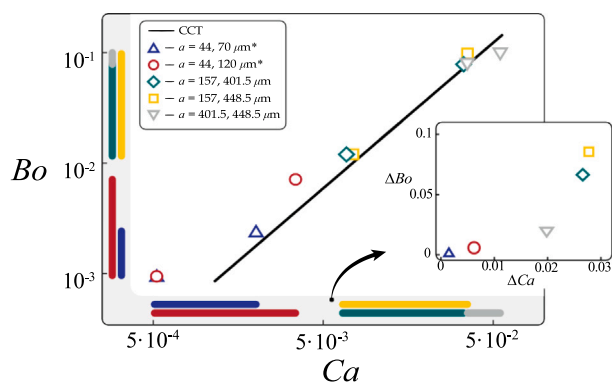 CCT
– a = 44, 70 μm*
– a = 44, 120 μm*
– a = 157, 401.5 μm
– a = 157, 448.5 μm
– a = 401.5, 448.5 μm
10⁻¹
10⁻²
10⁻³
Bo
5·10⁻⁴
5·10⁻³
5·10⁻²
Ca
0.1
0.05
0
ΔBo
0
0.01
0.02
0.03
ΔCa